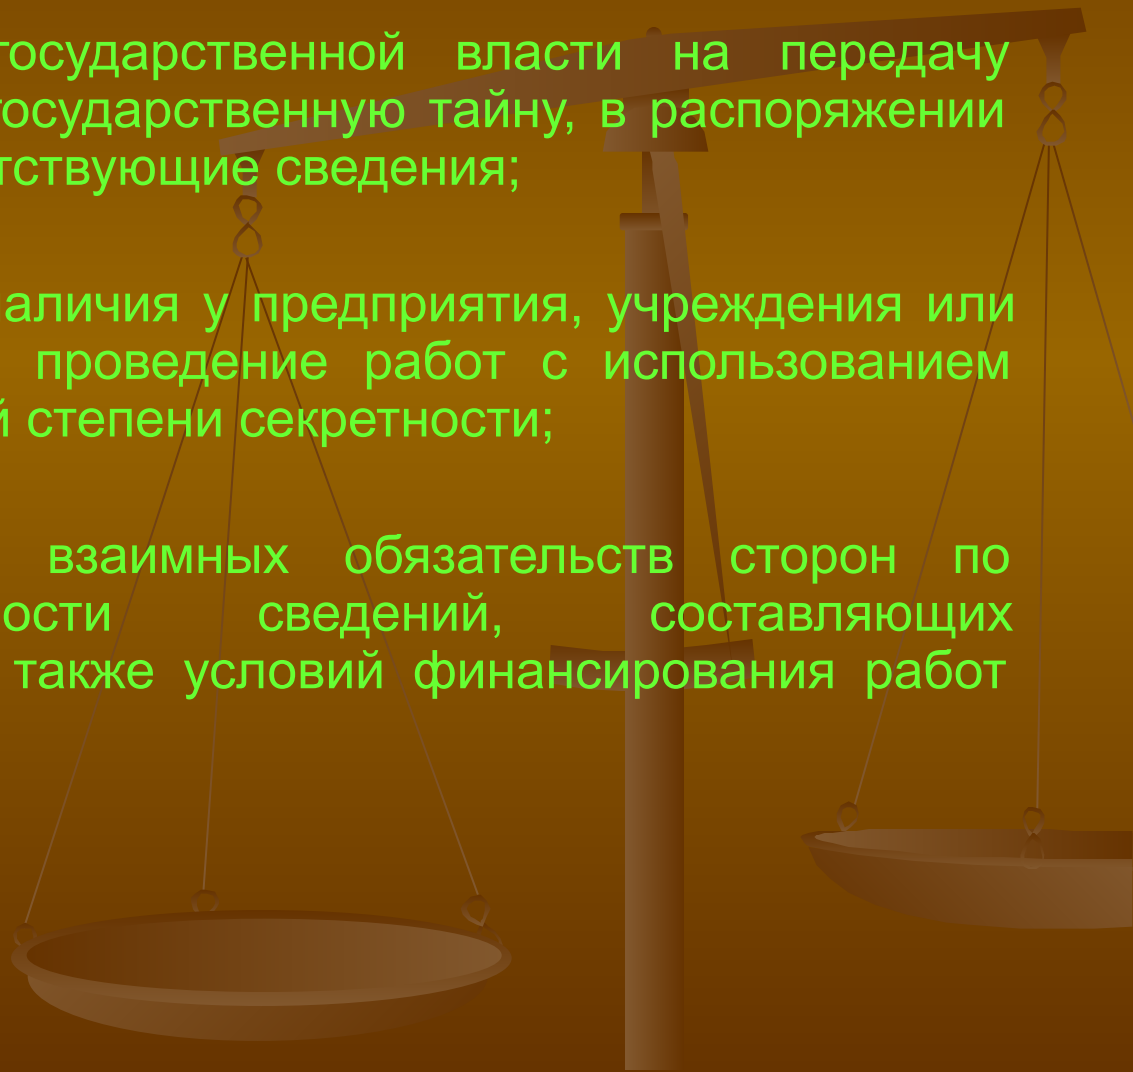 государственной власти на передачу
государственную тайну, в распоряжении
тствующие сведения;
аличия у предприятия, учреждения или
проведение работ с использованием
й степени секретности;
взаимных обязательств сторон по
ости сведений, составляющих
также условий финансирования работ